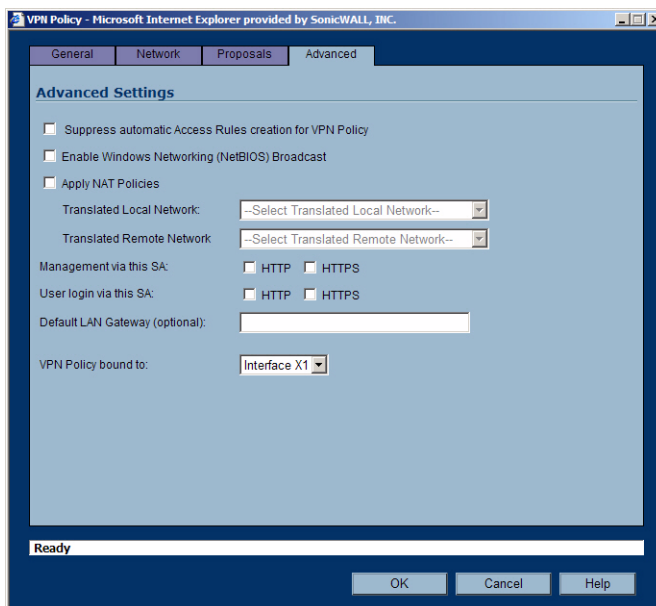 VPN Policy - Microsoft Internet Explorer provided by SonicWALL, INC.
General Network Proposals Advanced
Advanced Settings
Suppress automatic Access Rules creation for VPN Policy
Enable Windows Networking (NetBIOS) Broadcast
Apply NAT Policies
Translated Local Network: --Select Translated Local Network--
Translated Remote Network --Select Translated Remote Network--
Management via this SA: HTTP HTTPS
User login via this SA: HTTP HTTPS
Default LAN Gateway (optional):
VPN Policy bound to: Interface X1
Ready
OK Cancel Help